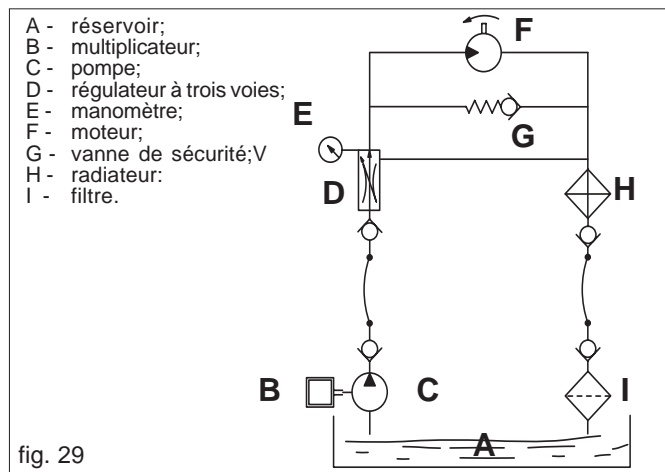 A - réservoir;
B - multiplicateur;
C - pompe;
D - régulateur à trois voies;
E - manomètre;
F - moteur;
G - vanne de sécurité;V
H - radiateur:
I - filtre.
F
E
G
D
H
B
C
I
A
fig. 29